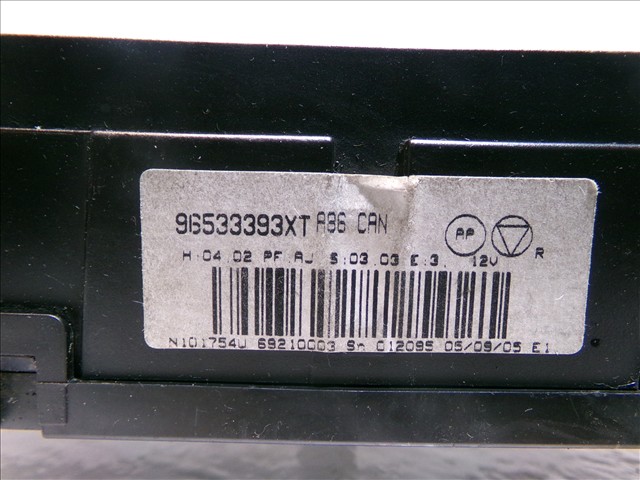 96533393XT A86 CAN
AP
R
H:04.02 PF:AJ S:03.03 E:3 12V
N101754U 69210003 Sn 012095 05/09/05 E1